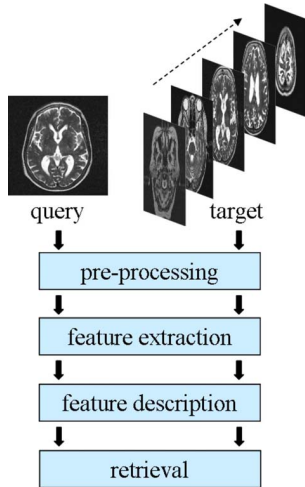 query
target
pre-processing
feature extraction
feature description
retrieval